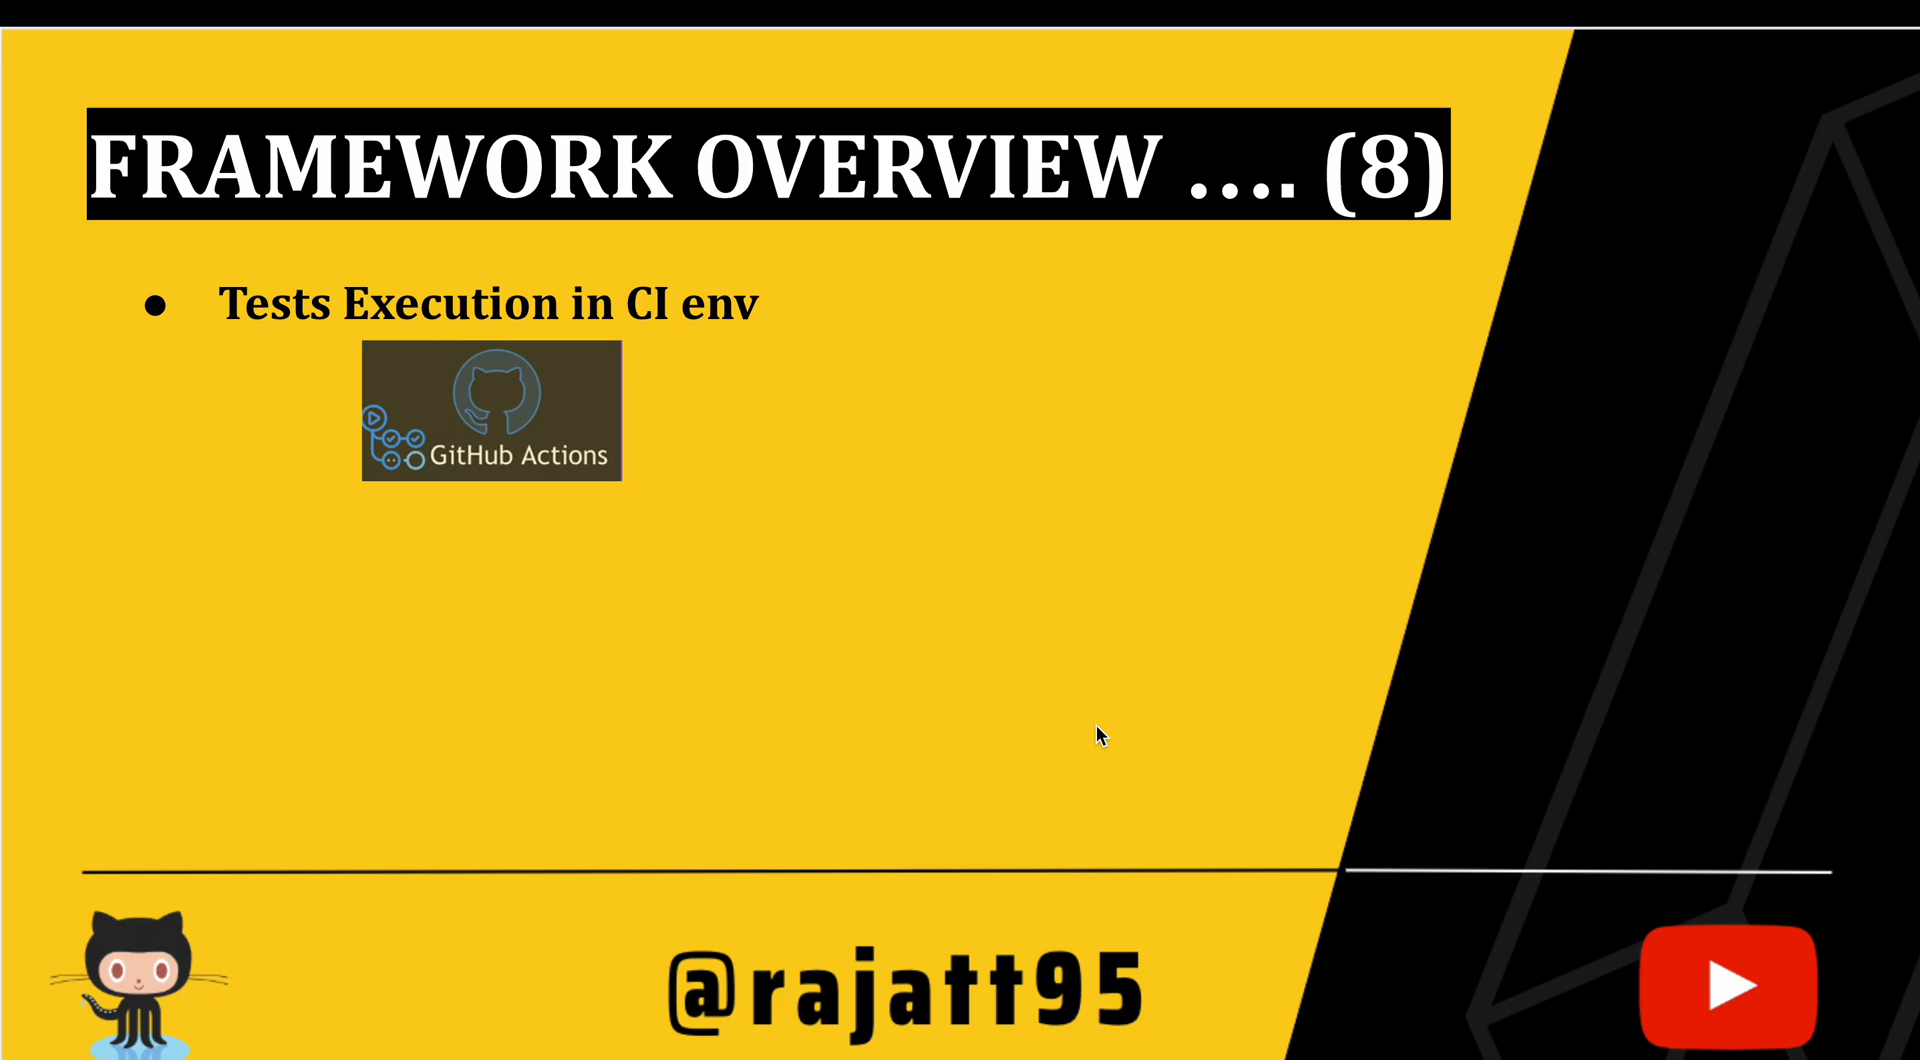 FRAMEWORK OVERVIEW .... (8)
● Tests Execution in CI env
GitHub Actions
@rajatt95